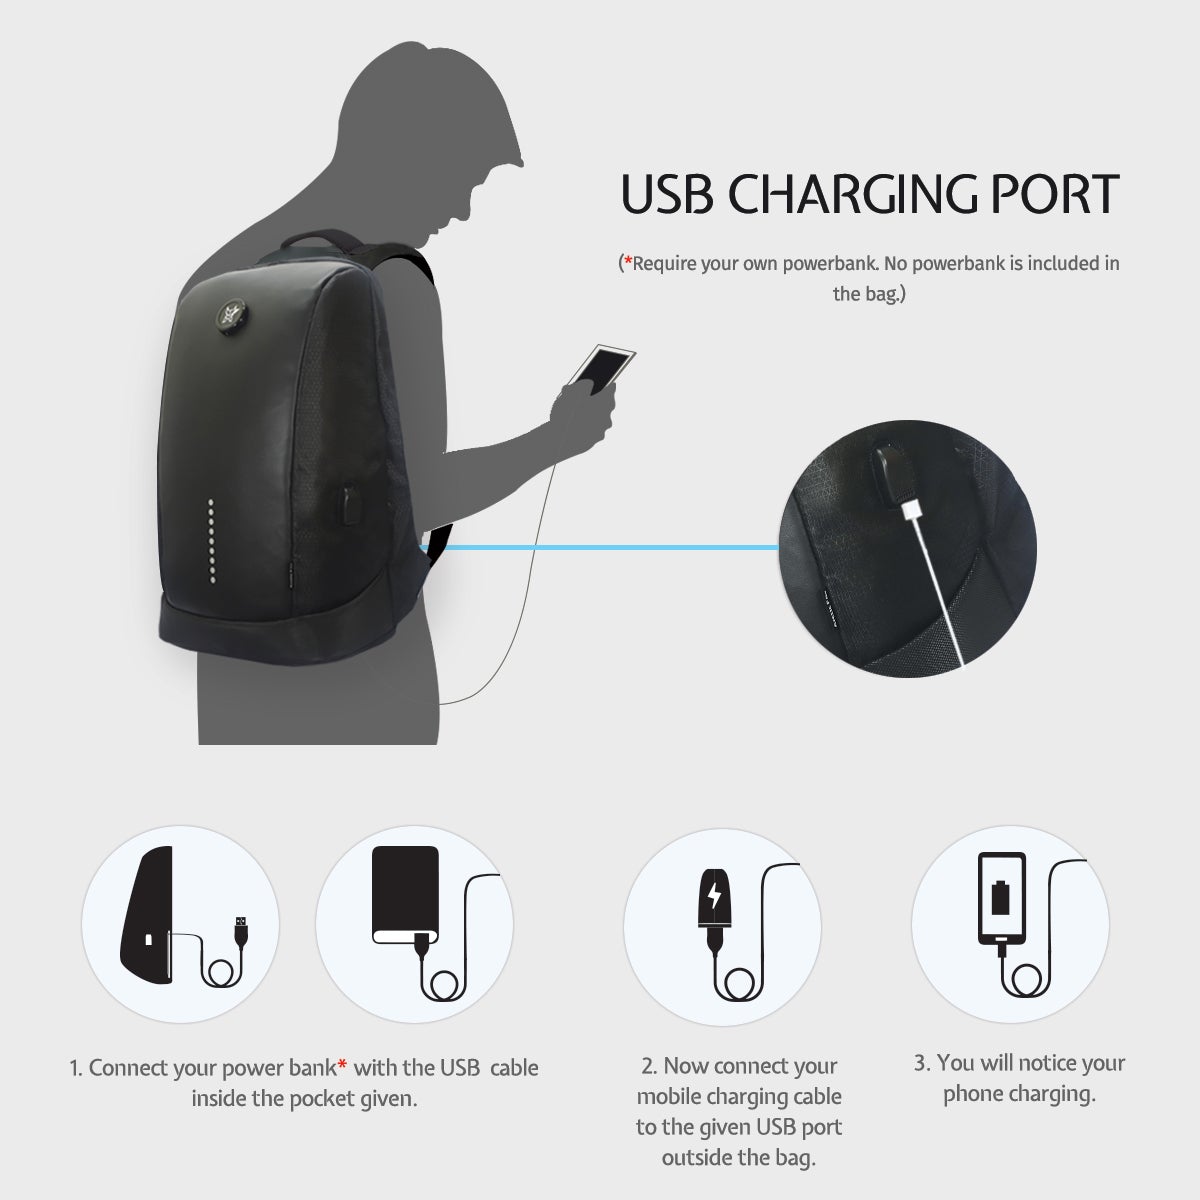 USB CHARGING PORT
(*Require your own powerbank. No powerbank is included in
the bag.)
1. Connect your power bank* with the USB cable
inside the pocket given.
2. Now connect your
mobile charging cable
to the given USB port
outside the bag.
3. You will notice your
phone charging.